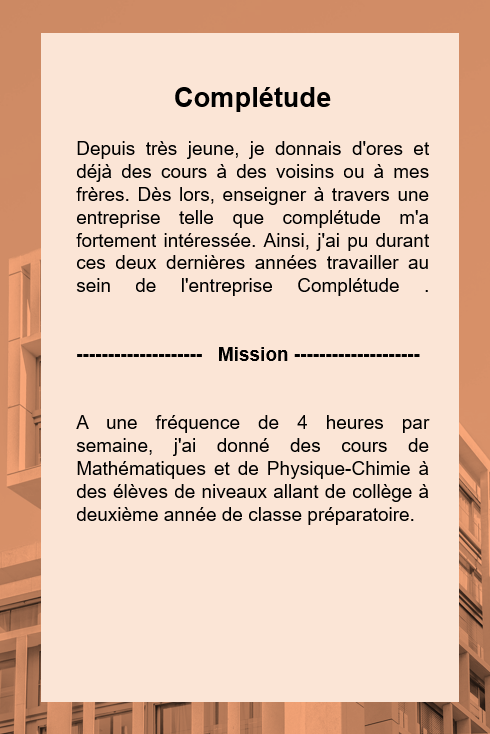 Complétude
Depuis très jeune, je donnais d'ores et
déjà des cours à des voisins ou à mes
frères. Dès lors, enseigner à travers une
entreprise telle que complétude m'a
fortement intéressée. Ainsi, j'ai pu durant
ces deux dernières années travailler au
sein de l'entreprise Complétude .
-------------------- Mission --------------------
A une fréquence de 4 heures par
semaine, j'ai donné des cours de
Mathématiques et de Physique-Chimie à
des élèves de niveaux allant de collège à
deuxième année de classe préparatoire.